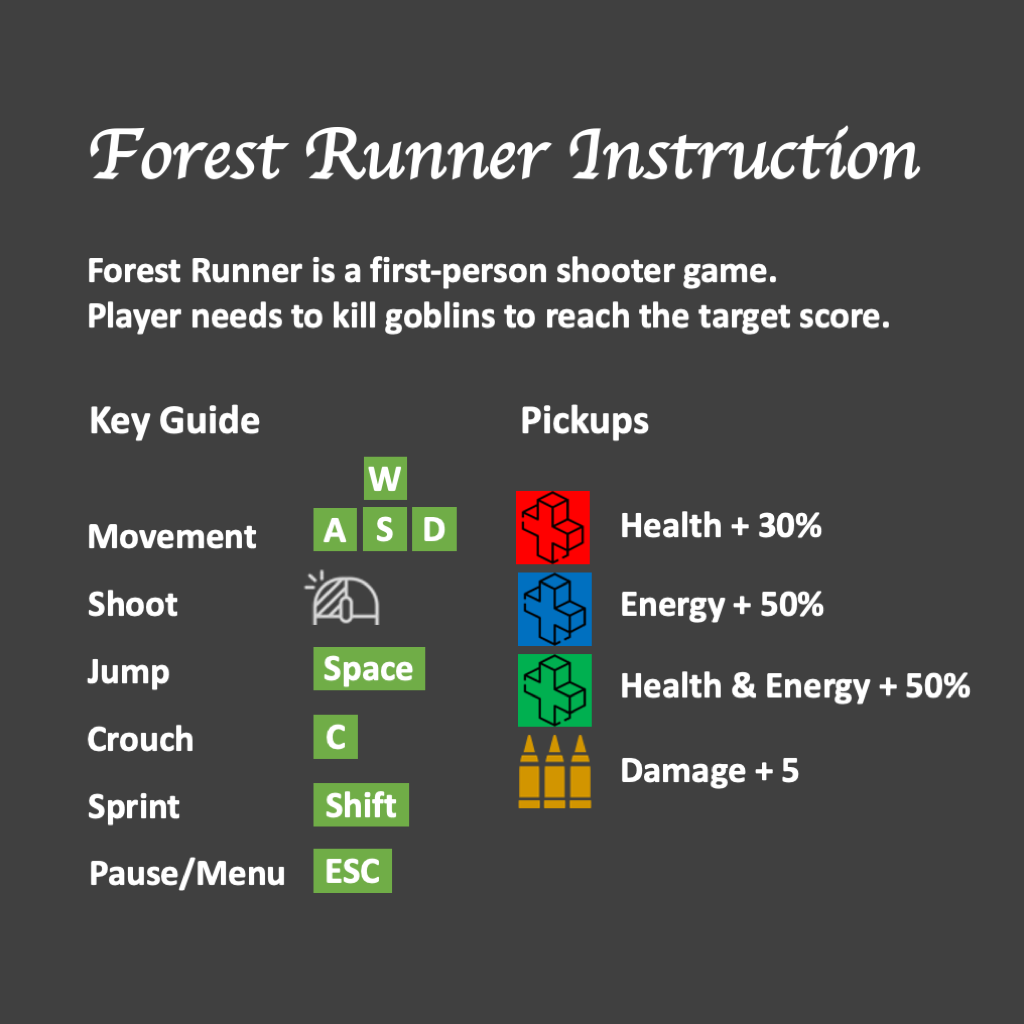 Forest Runner Instruction
Forest Runner is a first-person shooter game.
Player needs to kill goblins to reach the target score.
Key Guide
W
Movement A S D
Shoot
Jump Space
Crouch C
Sprint Shift
Pause/Menu ESC
Pickups
Health + 30%
Energy + 50%
Health & Energy + 50%
Damage + 5